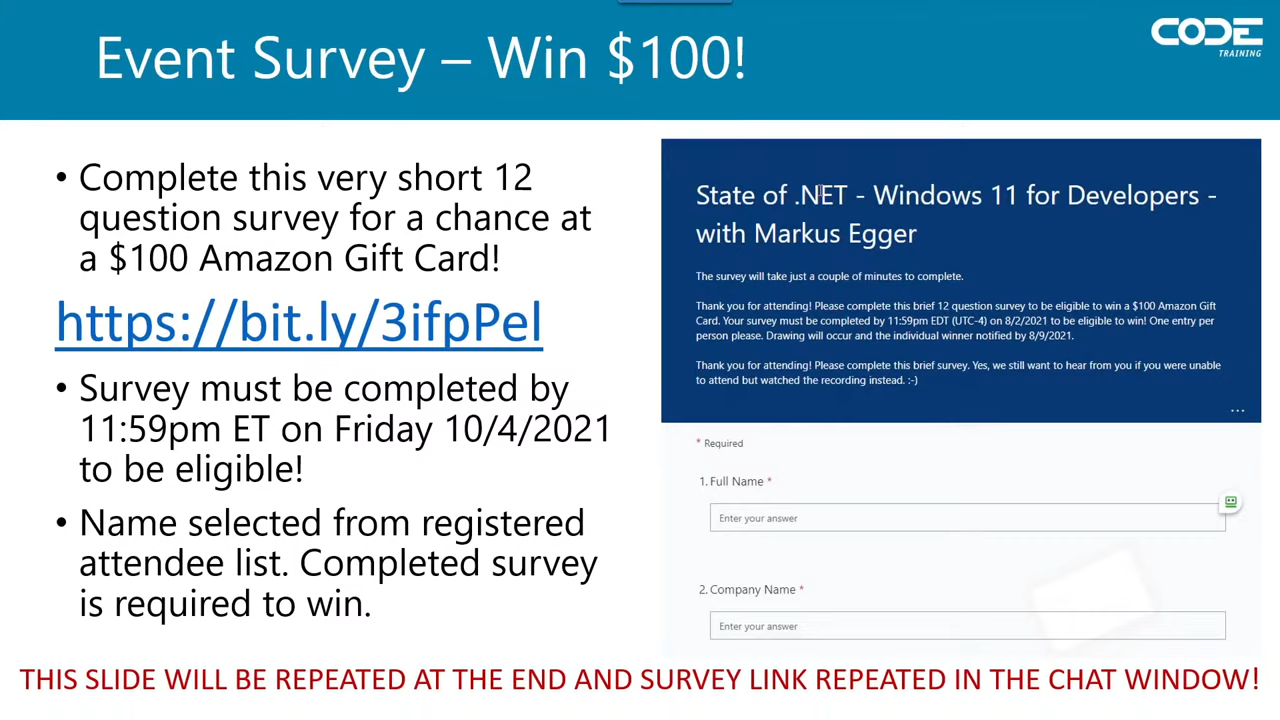 Event Survey – Win $100!
CODE
TRAINING
• Complete this very short 12
question survey for a chance at
a $100 Amazon Gift Card!
https://bit.ly/3ifpPel
• Survey must be completed by
11:59pm ET on Friday 10/4/2021
to be eligible!
• Name selected from registered
attendee list. Completed survey
is required to win.
State of .NET - Windows 11 for Developers -
with Markus Egger
The survey will take just a couple of minutes to complete.
Thank you for attending! Please complete this brief 12 question survey to be eligible to win a $100 Amazon Gift
Card. Your survey must be completed by 11:59pm EDT (UTC-4) on 8/2/2021 to be eligible to win! One entry per
person please. Drawing will occur and the individual winner notified by 8/9/2021.
Thank you for attending! Please complete this brief survey. Yes, we still want to hear from you if you were unable
to attend but watched the recording instead. :-)
...
* Required
1. Full Name *
Enter your answer
2. Company Name *
Enter your answer
THIS SLIDE WILL BE REPEATED AT THE END AND SURVEY LINK REPEATED IN THE CHAT WINDOW!